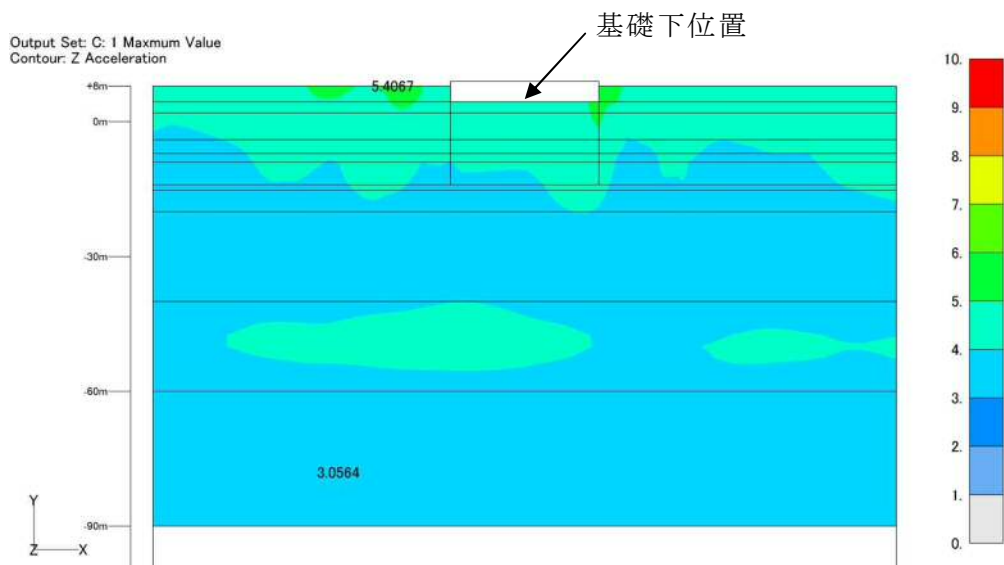 基礎下位置
Output Set: C: 1 Maxmum Value
Contour: Z Acceleration
+6m
0m
-30m
-60m
-90m
5.4067
3.0564
Y
Z
X
10.
9.
8.
7.
6.
5.
4.
3.
2.
1.
0.